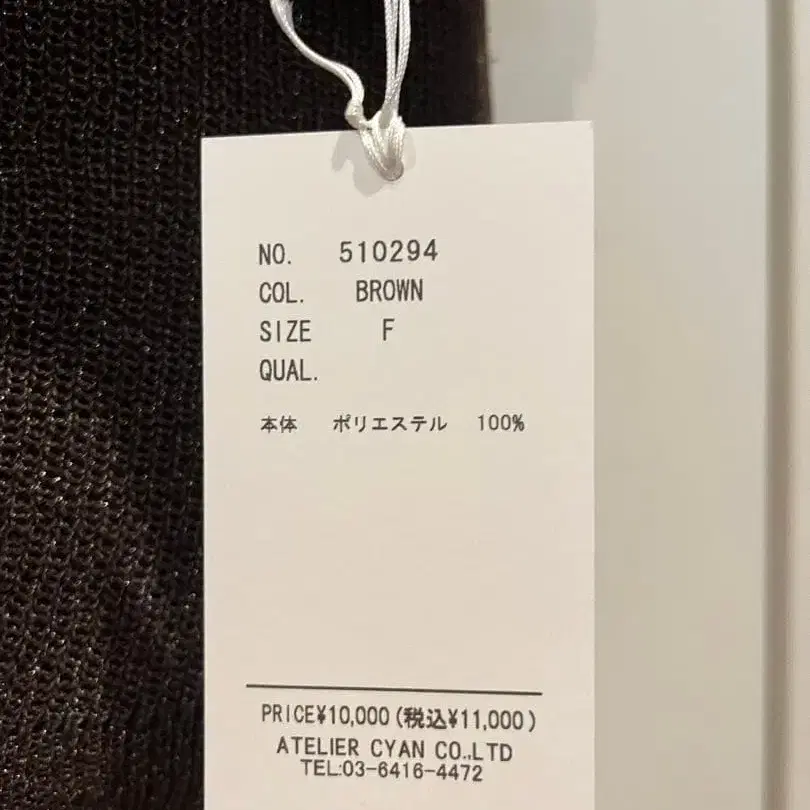 NO. 510294
COL. BROWN
SIZE F
QUAL.
本体 ポリエステル 100%
PRICE¥10,000(税込¥11,000)
ATELIER CYAN CO.,LTD
TEL:03-6416-4472